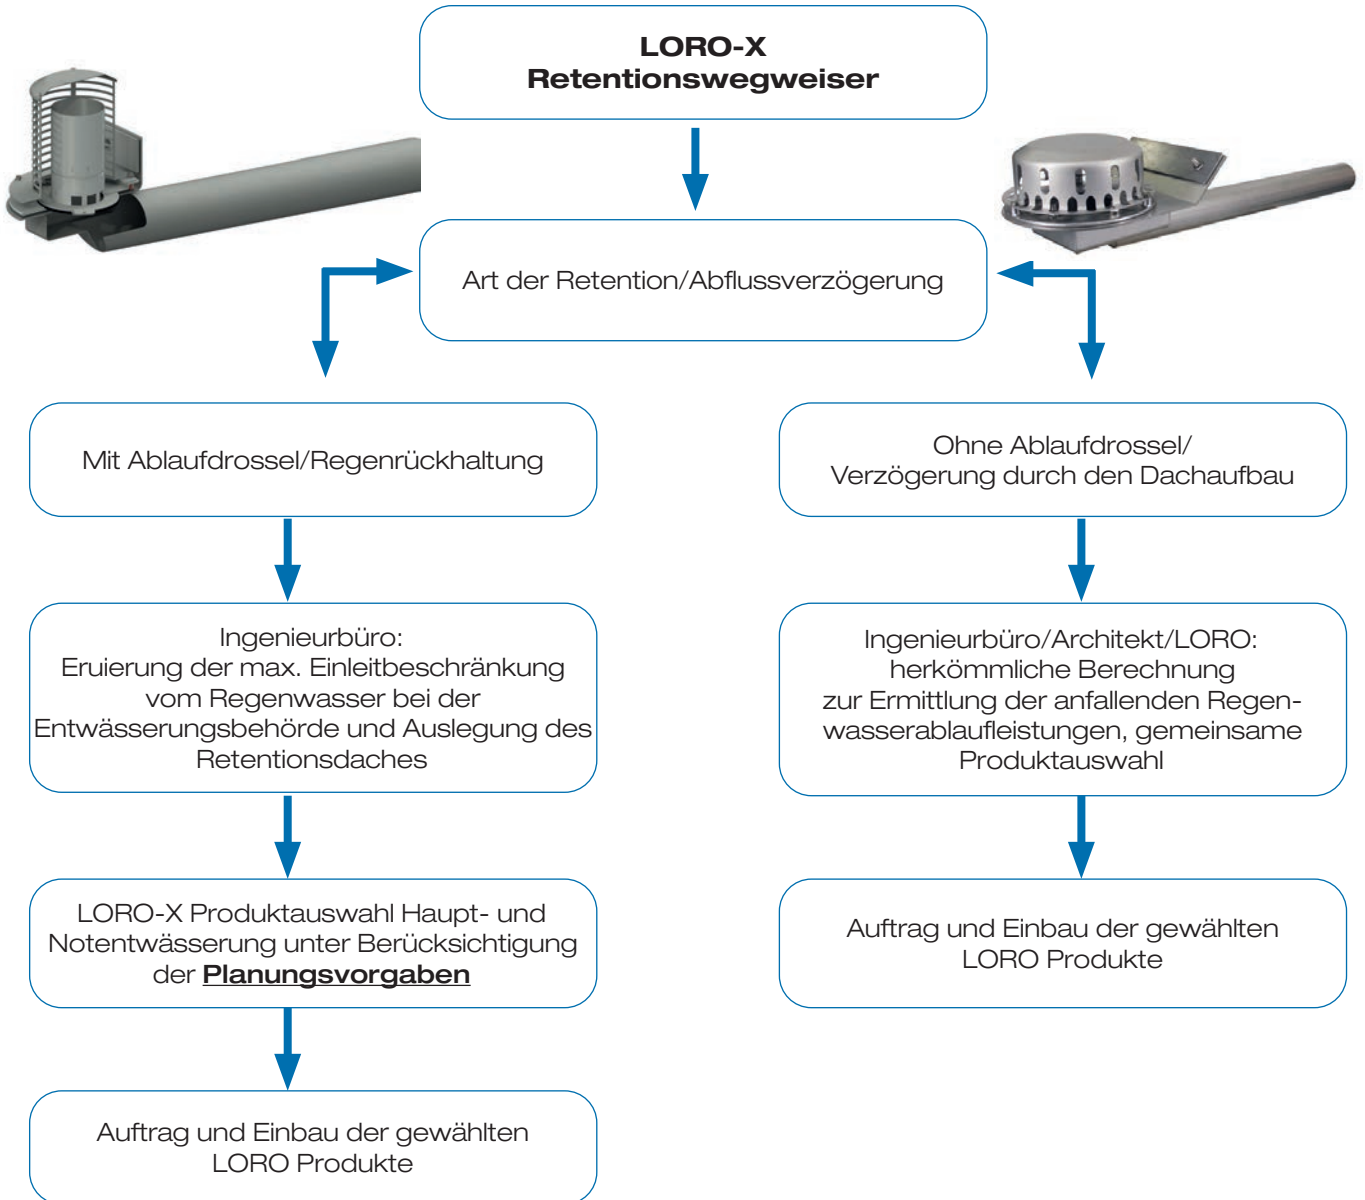 LORO-X
Retentionswegweiser
Art der Retention/Abflussverzögerung
Mit Ablaufdrossel/Regenrückhaltung
Ingenieurbüro:
Eruierung der max. Einleitbeschränkung
vom Regenwasser bei der
Entwässerungsbehörde und Auslegung des
Retentionsdaches
LORO-X Produktauswahl Haupt- und
Notentwässerung unter Berücksichtigung
der Planungsvorgaben
Auftrag und Einbau der gewählten
LORO Produkte
Ohne Ablaufdrossel/
Verzögerung durch den Dachaufbau
Ingenieurbüro/Architekt/LORO:
herkömmliche Berechnung
zur Ermittlung der anfallenden Regen-
wasserablaufleistungen, gemeinsame
Produktauswahl
Auftrag und Einbau der gewählten
LORO Produkte